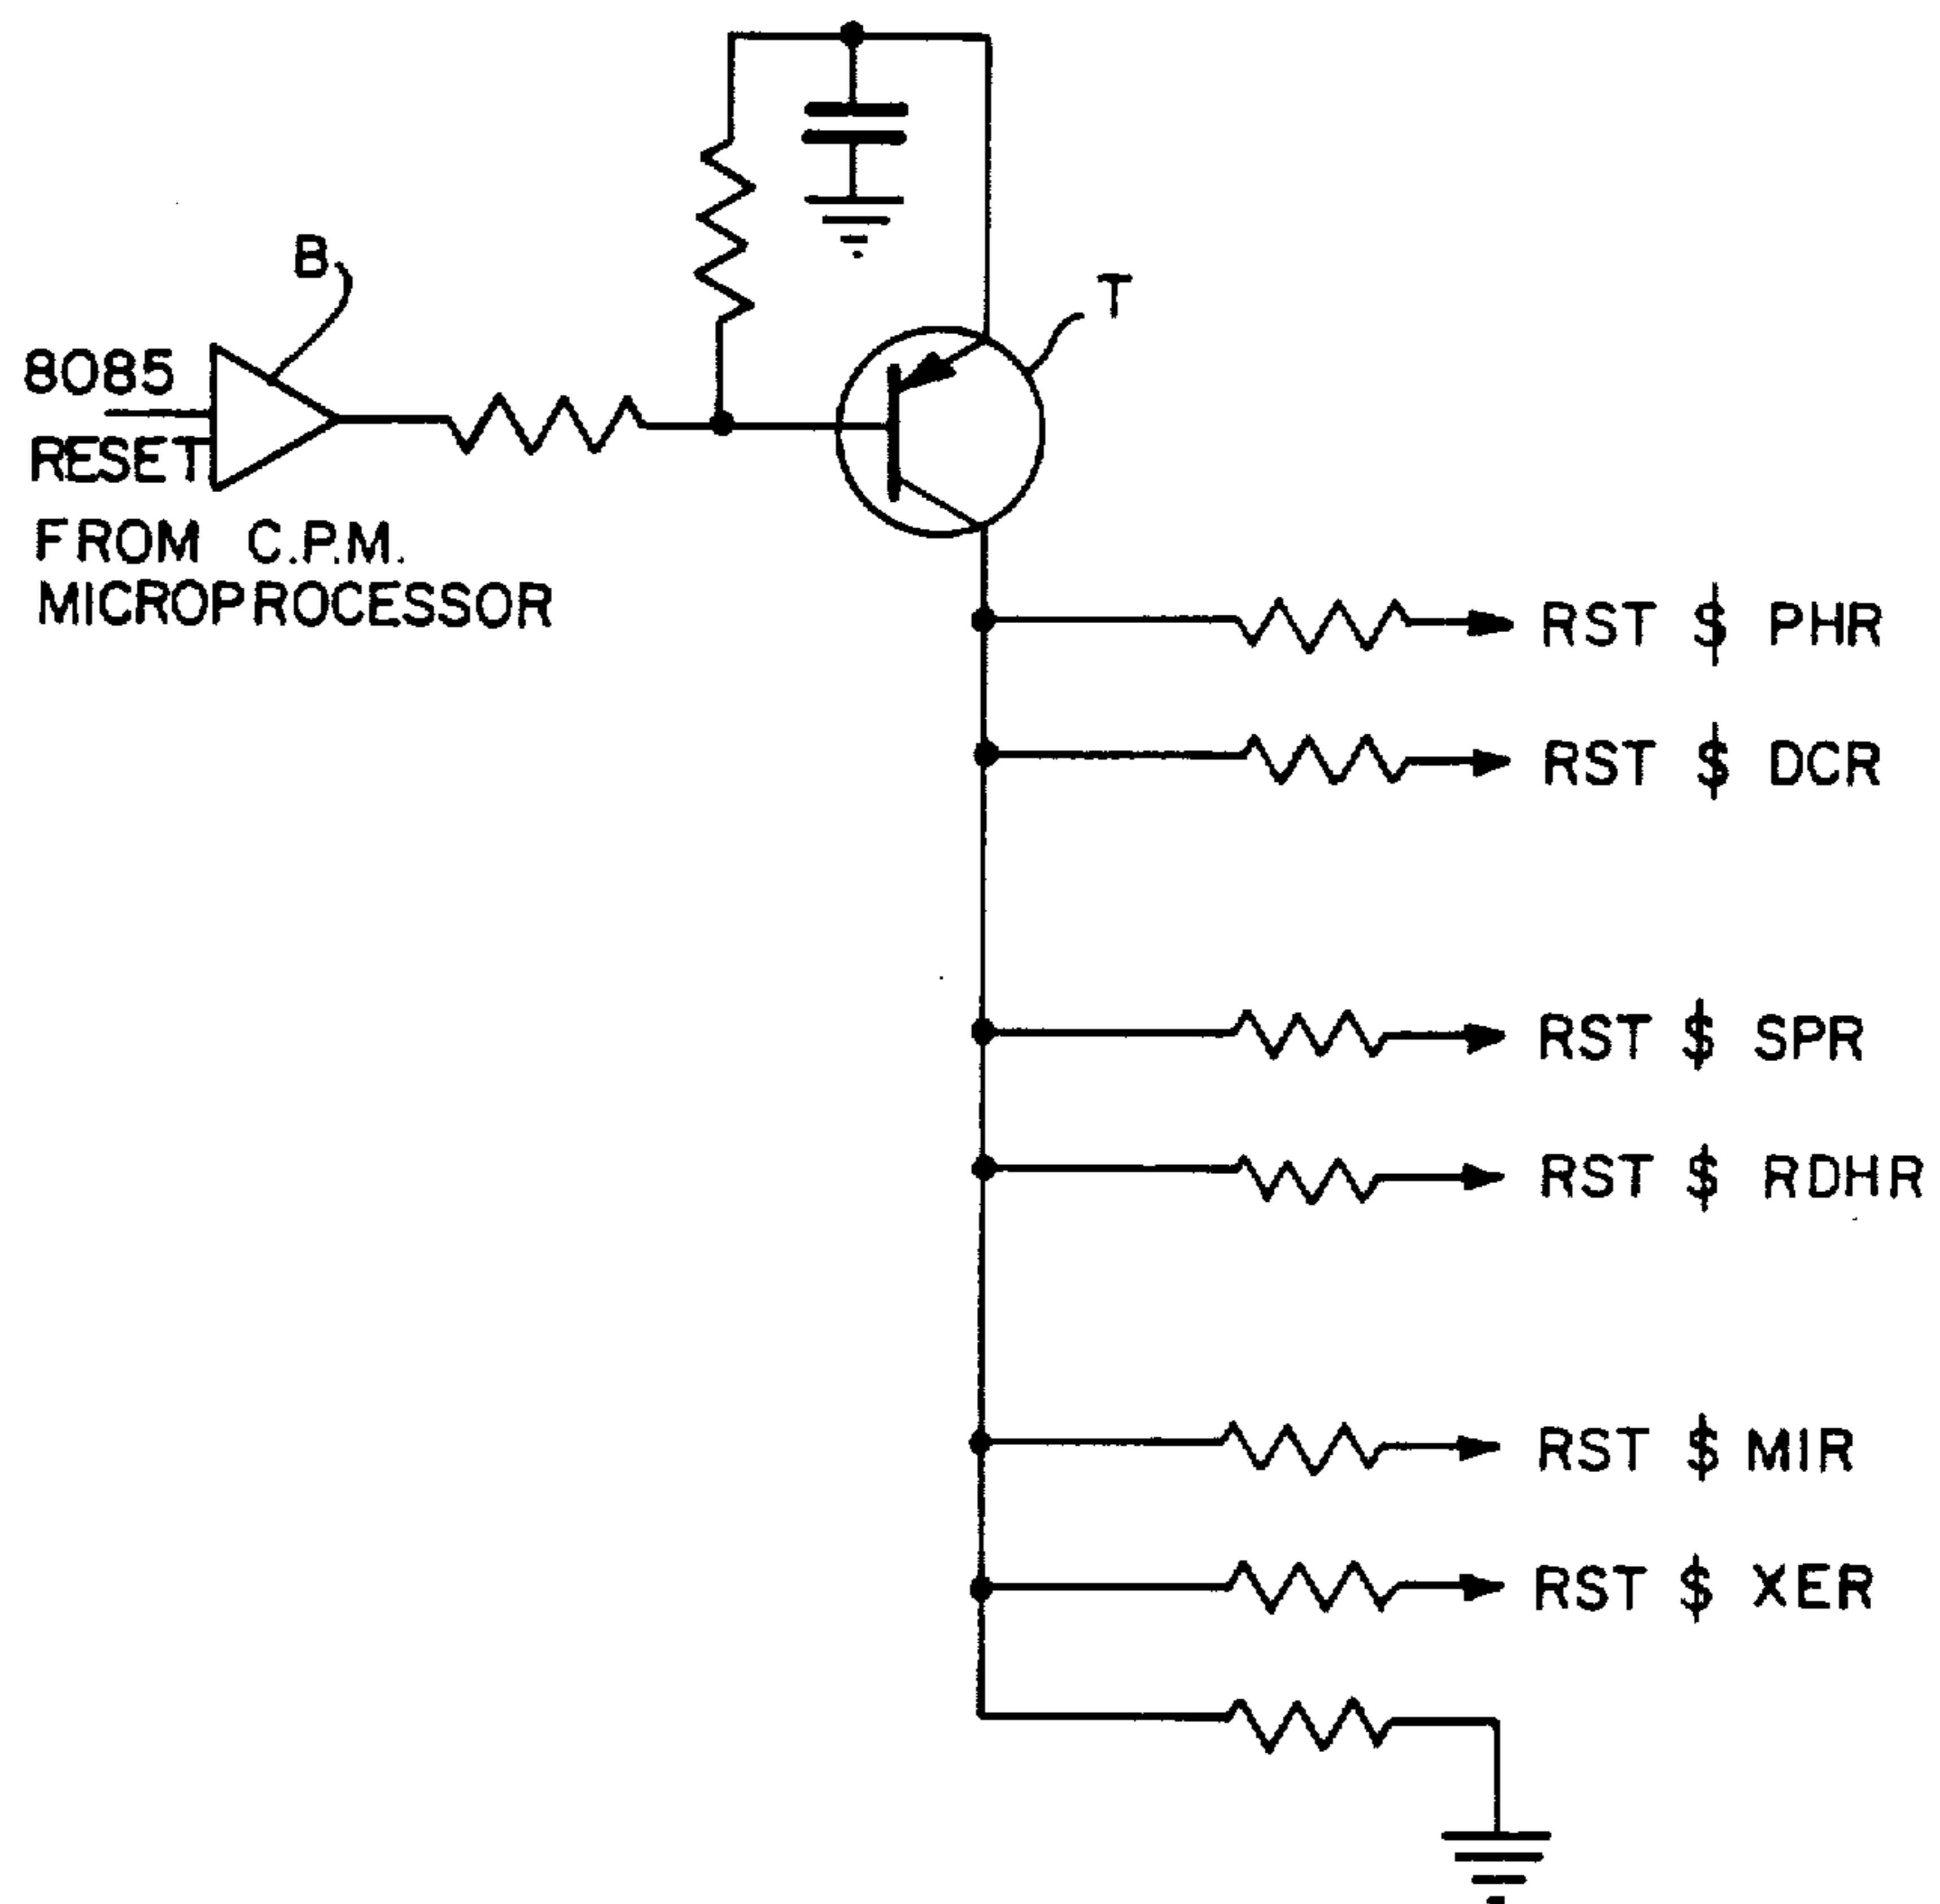 B
T
8085
RESET
FROM C.P.M.
MICROPROCESSOR
RST $ PHR
RST $ DCR
RST $ SPR
RST $ RDHR
RST $ MIR
RST $ XER